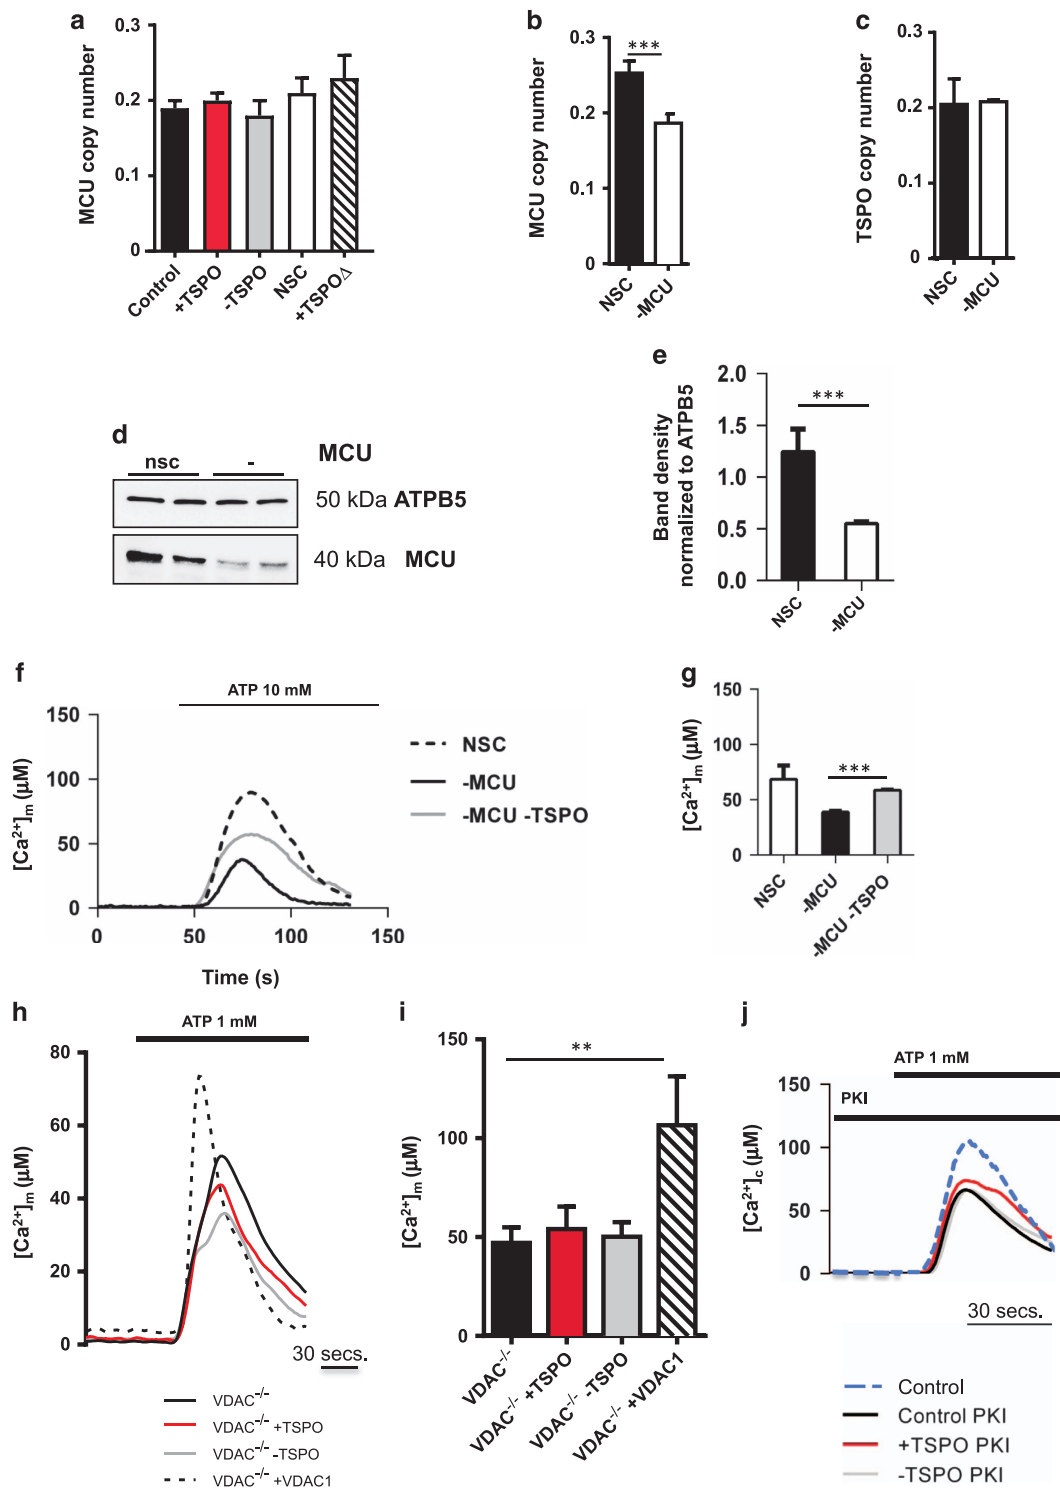 a
MCU copy number
0.3
0.2
0.1
0
Control
+TSPO
-TSPO
NSC
+TSPOΔ
b
MCU copy number
0.3
0.2
0.1
0
***
NSC
-MCU
c
TSPO copy number
0.3
0.2
0.1
0
NSC
-MCU
d
nsc
-
MCU
50 kDa ATPB5
40 kDa MCU
e
Band density
normalized to ATPB5
2.0
1.5
1.0
0.5
0.0
***
NSC
-MCU
f
ATP 10 mM
[Ca²⁺]ₘ (µM)
150
100
50
0
0
50
100
150
Time (s)
NSC
-MCU
-MCU -TSPO
g
[Ca²⁺]ₘ (µM)
150
100
50
0
***
NSC
-MCU
-MCU -TSPO
h
ATP 1 mM
[Ca²⁺]ₘ (µM)
80
60
40
20
0
30 secs.
VDAC⁻/⁻
VDAC⁻/⁻ +TSPO
VDAC⁻/⁻ -TSPO
VDAC⁻/⁻ +VDAC1
i
[Ca²⁺]ₘ (µM)
150
100
50
0
**
VDAC⁻/⁻
VDAC⁻/⁻ +TSPO
VDAC⁻/⁻ -TSPO
VDAC⁻/⁻ +VDAC1
j
ATP 1 mM
PKI
[Ca²⁺]c (µM)
150
100
50
0
30 secs.
Control
Control PKI
+TSPO PKI
-TSPO PKI